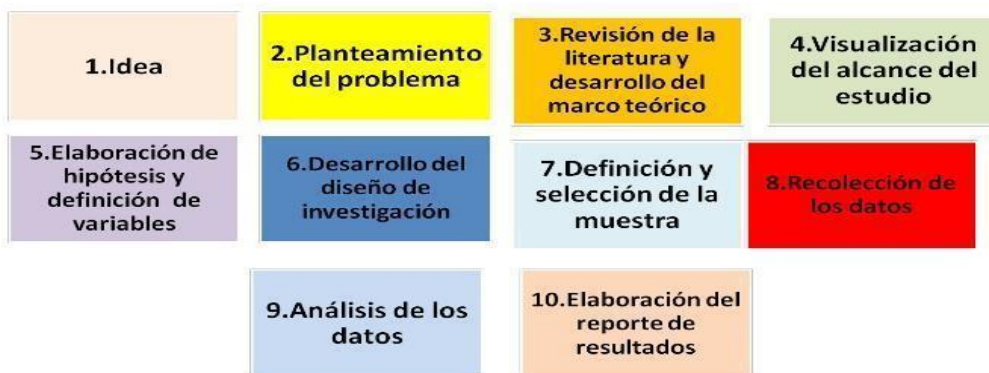 1.Idea
2.Planteamiento
del problema
3.Revisión de la
literatura y
desarrollo del
marco teórico
4.Visualización
del alcance del
estudio
5.Elaboración de
hipótesis y
definición de
variables
6.Desarrollo del
diseño de
investigación
7.Definición y
selección de la
muestra
8.Recolección de
los datos
9.Análisis de los
datos
10.Elaboración del
reporte de
resultados